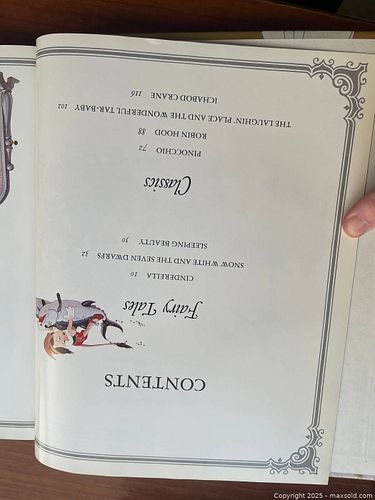 CONTENTS
Fairy Tales
CINDERELLA 10
SNOW WHITE AND THE SEVEN DWARFS 32
SLEEPING BEAUTY 50
Classics
PINOCCHIO 72
ROBIN HOOD 88
THE LAUGHIN' PLACE AND THE WONDERFUL TAR-BABY 102
ICHABOD CRANE 116
Copyright 2025 - maxsold.com